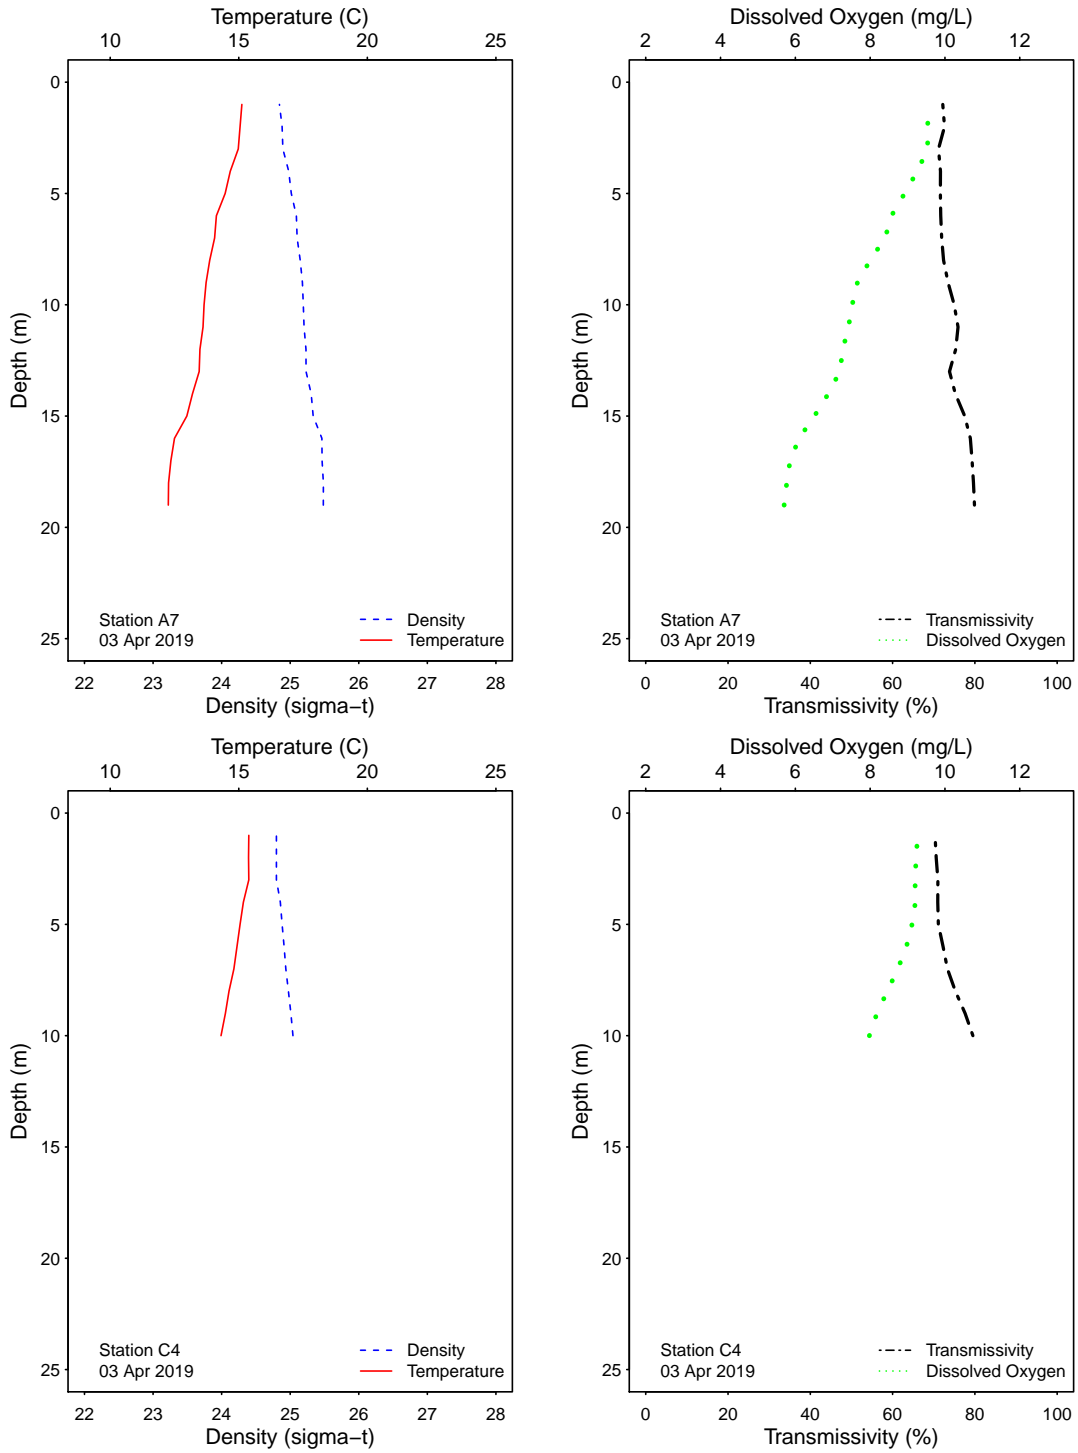 Temperature (C)
10 15 20 25
0
5
10
15
20
25
Depth (m)
Station A7
03 Apr 2019
Density
Temperature
22 23 24 25 26 27 28
Density (sigma−t)
Dissolved Oxygen (mg/L)
2 4 6 8 10 12
0
5
10
15
20
25
Depth (m)
Station A7
03 Apr 2019
Transmissivity
Dissolved Oxygen
0 20 40 60 80 100
Transmissivity (%)
Temperature (C)
10 15 20 25
0
5
10
15
20
25
Depth (m)
Station C4
03 Apr 2019
Density
Temperature
22 23 24 25 26 27 28
Density (sigma−t)
Dissolved Oxygen (mg/L)
2 4 6 8 10 12
0
5
10
15
20
25
Depth (m)
Station C4
03 Apr 2019
Transmissivity
Dissolved Oxygen
0 20 40 60 80 100
Transmissivity (%)